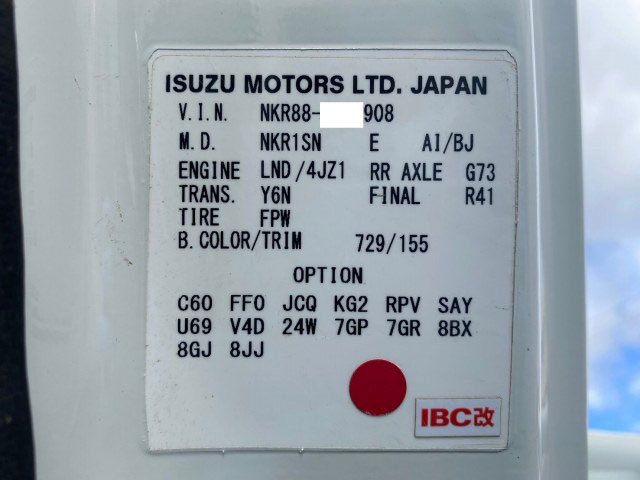 ISUZU MOTORS LTD. JAPAN
V.I.N. NKR88- 908
M.D. NKR1SN E AI/BJ
ENGINE LND/4JZ1 RR AXLE G73
TRANS. Y6N FINAL R41
TIRE FPW
B.COLOR/TRIM 729/155
OPTION
C60 FF0 JCQ KG2 RPV SAY
U69 V4D 24W 7GP 7GR 8BX
8GJ 8JJ
IBC改